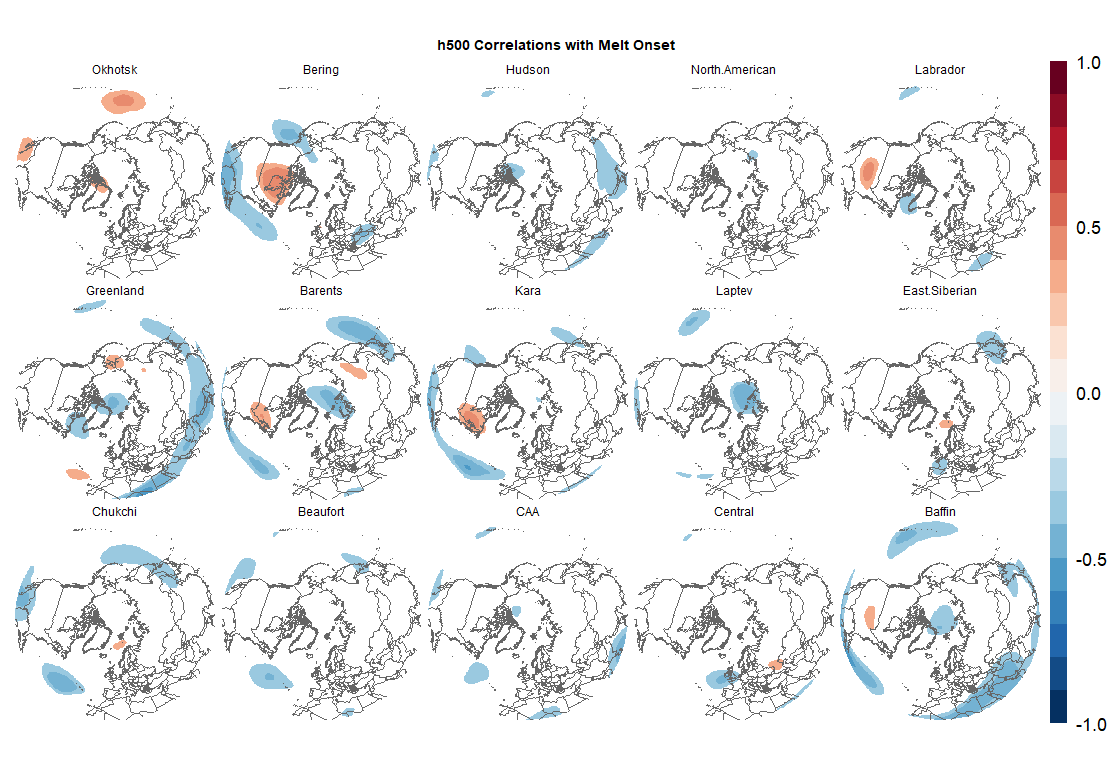 h500 Correlations with Melt Onset
Okhotsk
Bering
Hudson
North.American
Labrador
Greenland
Barents
Kara
Laptev
East.Siberian
Chukchi
Beaufort
CAA
Central
Baffin
1.0
0.5
0.0
-0.5
-1.0